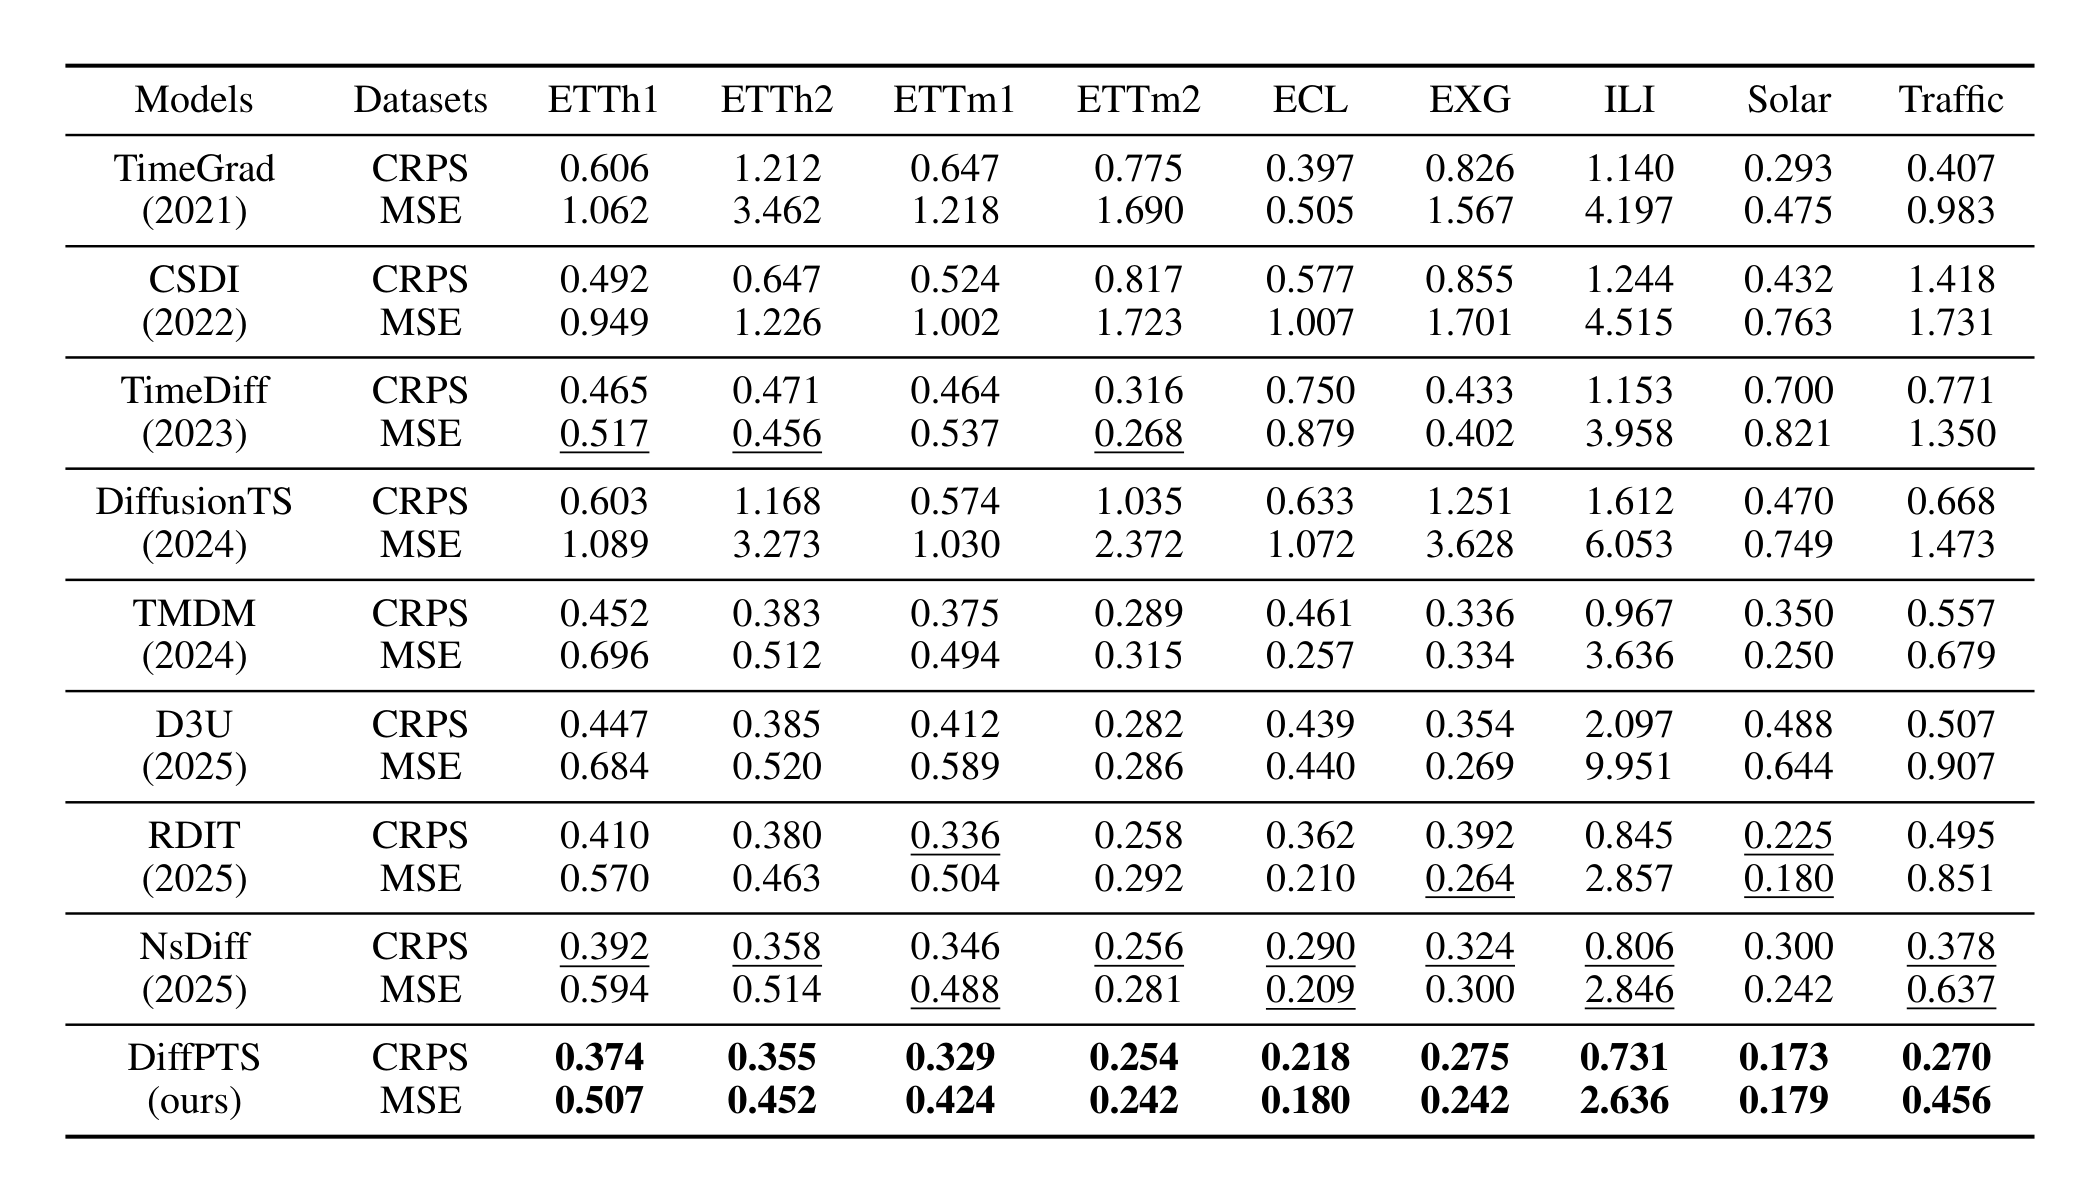 Models Datasets ETTh1 ETTh2 ETTm1 ETTm2 ECL EXG ILI Solar Traffic
TimeGrad CRPS 0.606 1.212 0.647 0.775 0.397 0.826 1.140 0.293 0.407
(2021) MSE 1.062 3.462 1.218 1.690 0.505 1.567 4.197 0.475 0.983
CSDI CRPS 0.492 0.647 0.524 0.817 0.577 0.855 1.244 0.432 1.418
(2022) MSE 0.949 1.226 1.002 1.723 1.007 1.701 4.515 0.763 1.731
TimeDiff CRPS 0.465 0.471 0.464 0.316 0.750 0.433 1.153 0.700 0.771
(2023) MSE 0.517 0.456 0.537 0.268 0.879 0.402 3.958 0.821 1.350
DiffusionTS CRPS 0.603 1.168 0.574 1.035 0.633 1.251 1.612 0.470 0.668
(2024) MSE 1.089 3.273 1.030 2.372 1.072 3.628 6.053 0.749 1.473
TMDM CRPS 0.452 0.383 0.375 0.289 0.461 0.336 0.967 0.350 0.557
(2024) MSE 0.696 0.512 0.494 0.315 0.257 0.334 3.636 0.250 0.679
D3U CRPS 0.447 0.385 0.412 0.282 0.439 0.354 2.097 0.488 0.507
(2025) MSE 0.684 0.520 0.589 0.286 0.440 0.269 9.951 0.644 0.907
RDIT CRPS 0.410 0.380 0.336 0.258 0.362 0.392 0.845 0.225 0.495
(2025) MSE 0.570 0.463 0.504 0.292 0.210 0.264 2.857 0.180 0.851
NsDiff CRPS 0.392 0.358 0.346 0.256 0.290 0.324 0.806 0.300 0.378
(2025) MSE 0.594 0.514 0.488 0.281 0.209 0.300 2.846 0.242 0.637
DiffPTS CRPS 0.374 0.355 0.329 0.254 0.218 0.275 0.731 0.173 0.270
(ours) MSE 0.507 0.452 0.424 0.242 0.180 0.242 2.636 0.179 0.456